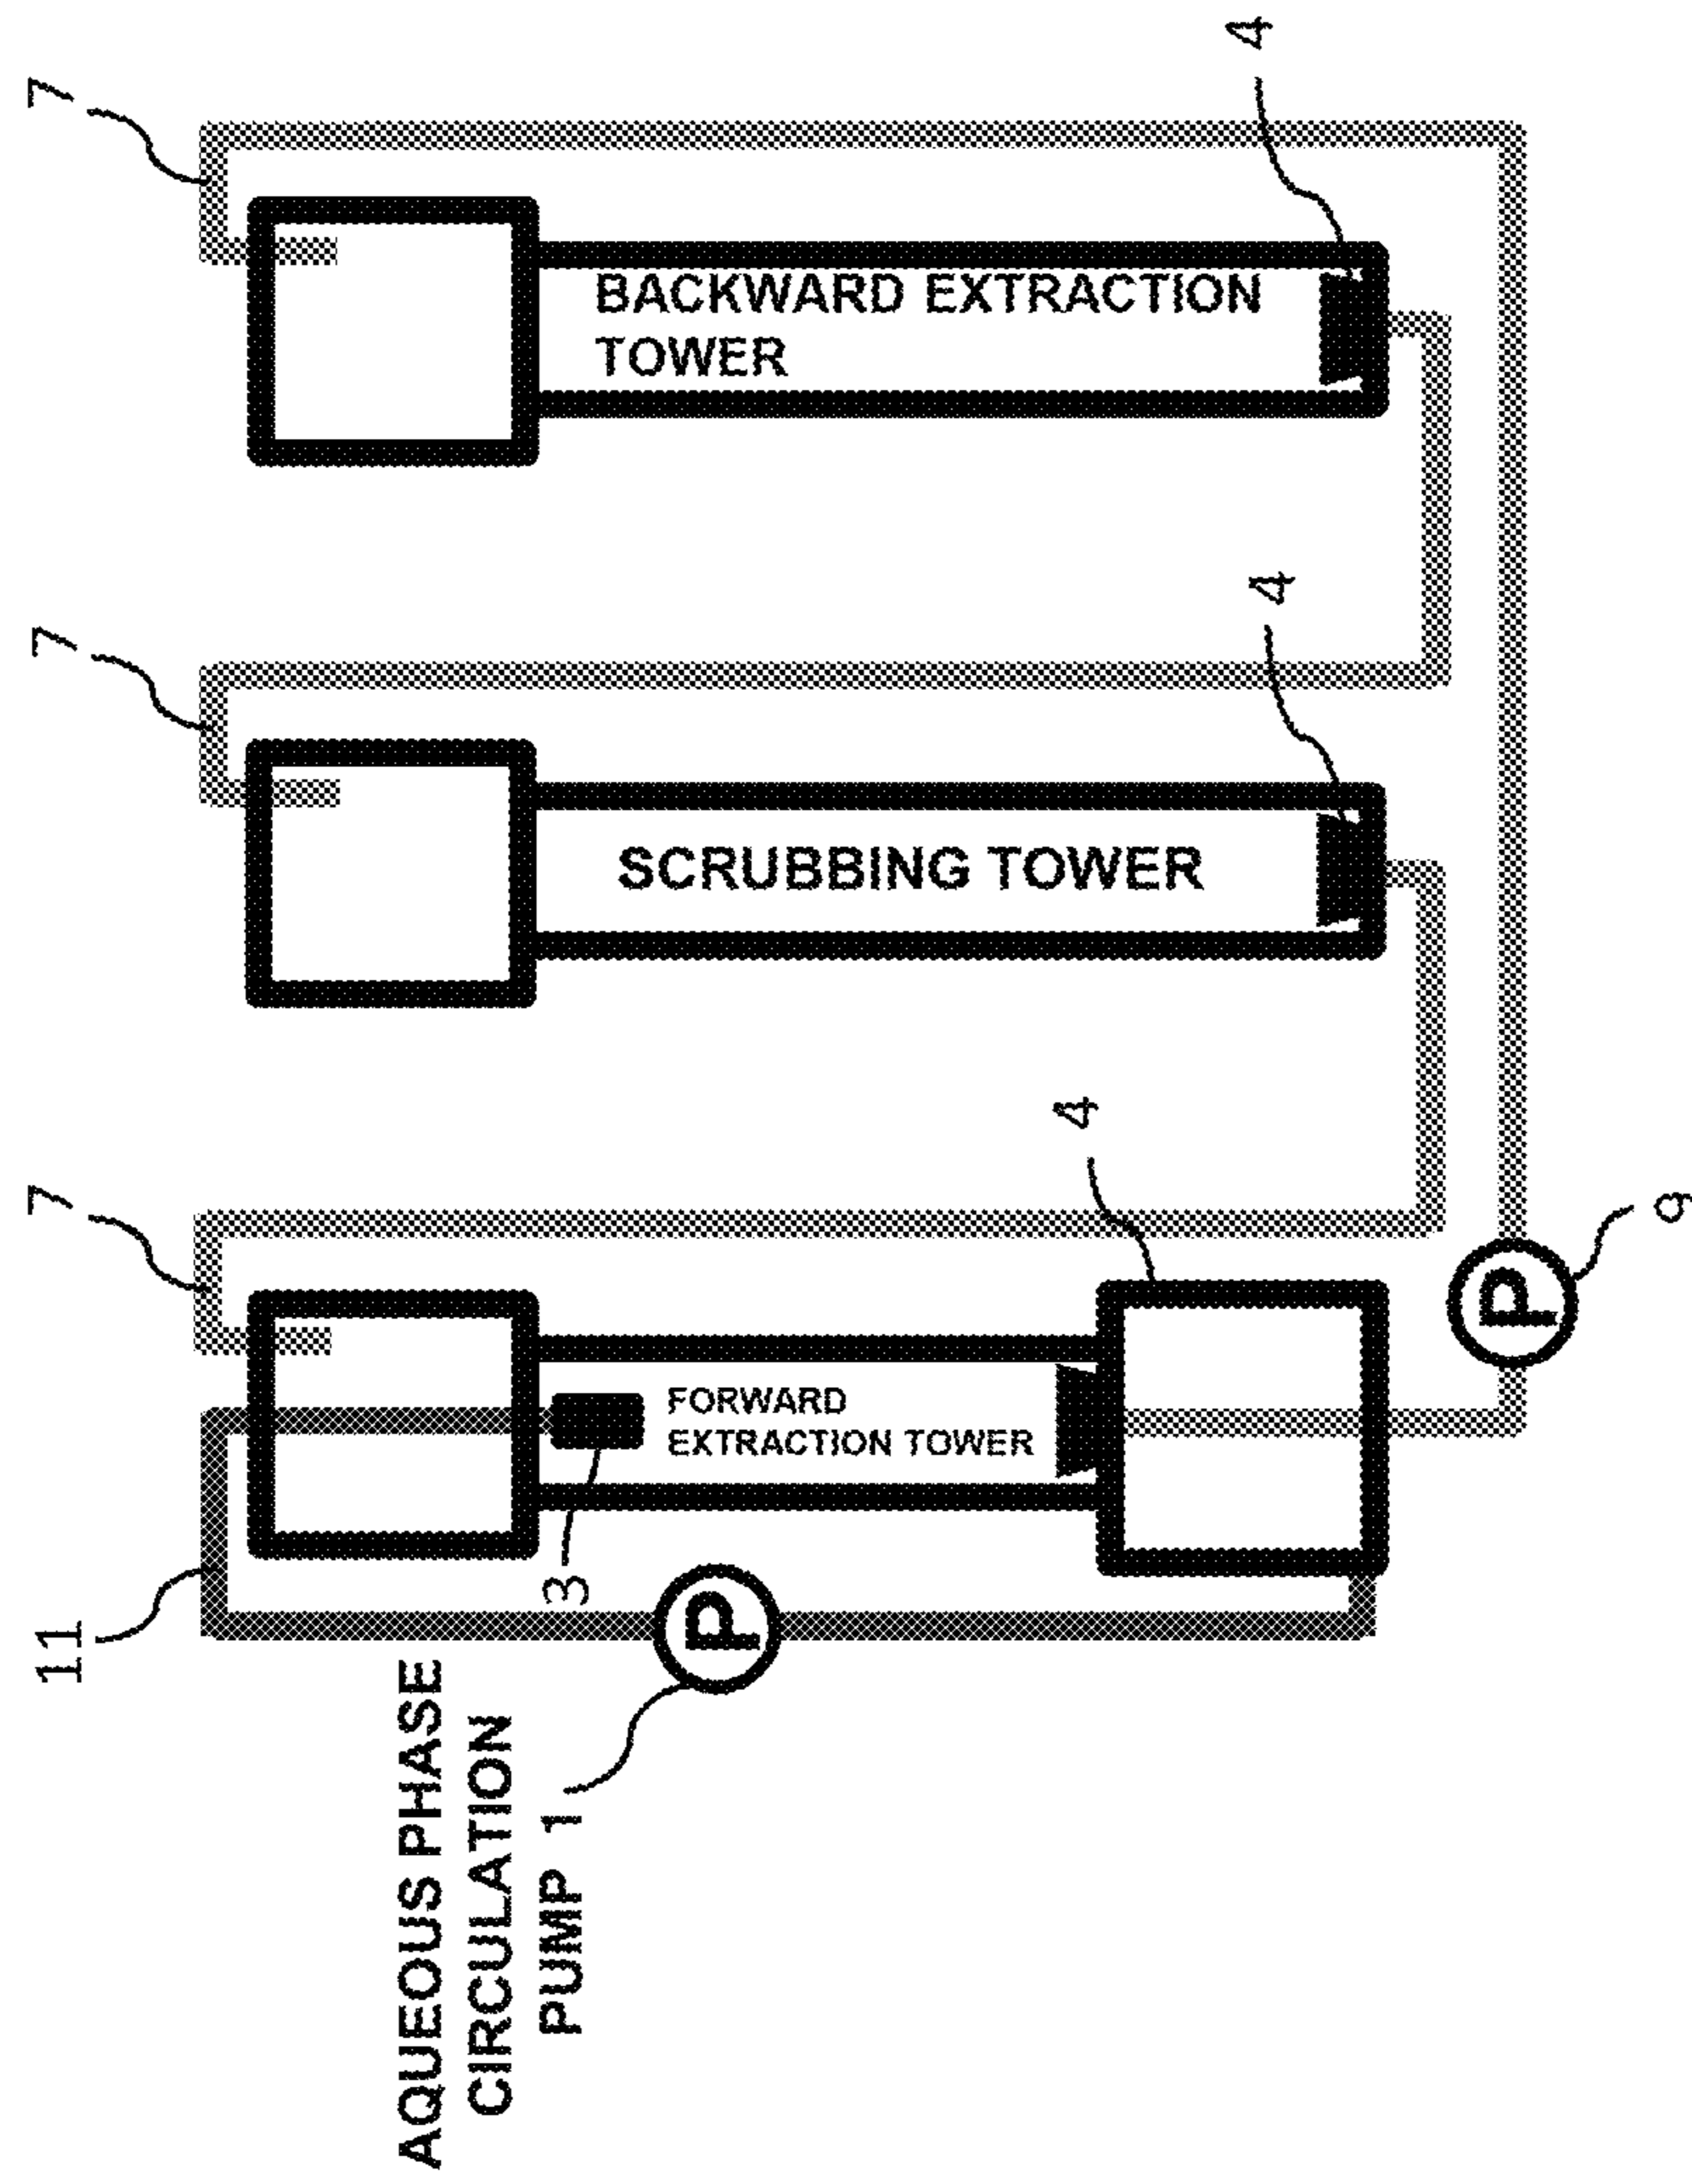 11
7
7
7
AQUEOUS PHASE
CIRCULATION
PUMP 1
P
3
FORWARD
EXTRACTION TOWER
4
SCRUBBING TOWER
4
BACKWARD EXTRACTION
TOWER
4
P
9